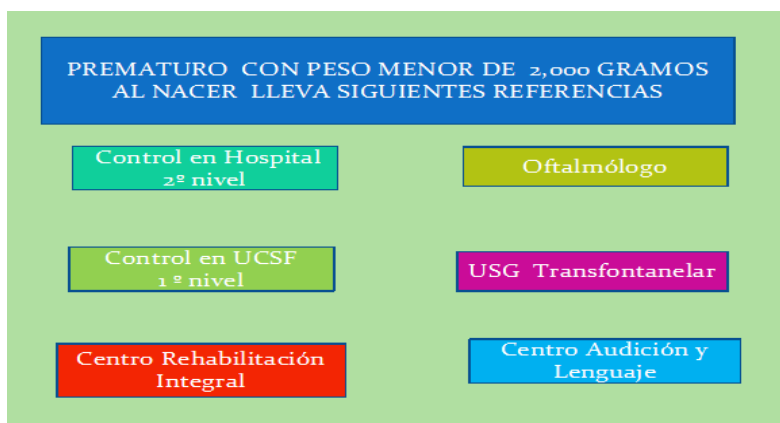 PREMATURO CON PESO MENOR DE 2,000 GRAMOS
AL NACER LLEVA SIGUIENTES REFERENCIAS
Control en Hospital
2º nivel
Oftalmólogo
Control en UCSF
1 º nivel
USG Transfontanelar
Centro Rehabilitación
Integral
Centro Audición y
Lenguaje